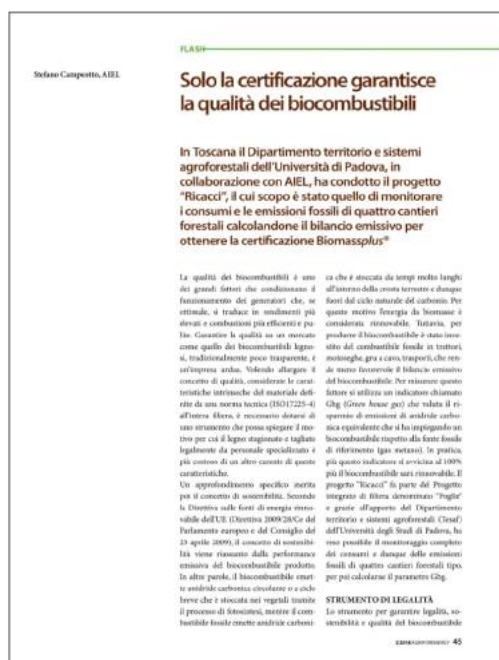 FLASH
Stefano Campeotto, AIEL
Solo la certificazione garantisce
la qualità dei biocombustibili
In Toscana il Dipartimento territorio e sistemi
agroforestali dell'Università di Padova, in
collaborazione con AIEL, ha condotto il progetto
"Ricacci", il cui scopo è stato quello di monitorare
i consumi e le emissioni fossili di quattro cantieri
forestali calcolandone il bilancio emissivo per
ottenere la certificazione Biomassplus®
La qualità dei biocombustibili è uno
dei grandi fattori che condizionano il
funzionamento dei generatori che, se
ottimale, si traduce in rendimenti più
elevati e combustioni più efficienti e pu-
lite. Garantire la qualità su un mercato
come quello dei biocombustibili legno-
si, tradizionalmente poco trasparente, è
un'impresa ardua. Volendo allargare il
concetto di qualità, considerate le carat-
teristiche intrinseche del materiale defi-
nite da una norma tecnica (ISO17225-4)
all'intera filiera, è necessario dotarsi di
uno strumento che possa spiegare il mo-
tivo per cui il legno stagionato e tagliato
legalmente da personale specializzato è
più costoso di un altro carente di queste
caratteristiche.
Un approfondimento specifico merita
poi il concetto di sostenibilità. Secondo
la Direttiva sulle fonti di energia rinno-
vabile dell'UE (Direttiva 2009/28/Ce del
Parlamento europeo e del Consiglio del
23 aprile 2009), il concetto di sostenibi-
lità viene riassunto dalla performance
emissiva del biocombustibile prodotto.
In altre parole, il biocombustibile emet-
te anidride carbonica circolante o a ciclo
breve che è stoccata nei vegetali tramite
il processo di fotosintesi, mentre il com-
bustibile fossile emette anidride carboni-
ca che è stoccata da tempi molto lunghi
all'interno della crosta terrestre e dunque
fuori dal ciclo naturale del carbonio. Per
questo motivo l'energia da biomasse è
considerata rinnovabile. Tuttavia, per
produrre il biocombustibile è stato inve-
stito del combustibile fossile in trattori,
motoseghe, gru a cavo, trasporti, che ren-
de meno favorevole il bilancio emissivo
del biocombustibile. Per misurare questo
fattore si utilizza un indicatore chiamato
Ghg (Green house gas) che valuta il ri-
sparmio di emissioni di anidride carbo-
nica equivalente che si ha impiegando un
biocombustibile rispetto alla fonte fossile
di riferimento (gas metano). In pratica,
più questo indicatore si avvicina al 100%
più il biocombustibile sarà rinnovabile. Il
progetto "Ricacci" fa parte del Progetto
integrato di filiera denominato "Foglie"
e grazie all'apporto del Dipartimento
territorio e sistemi agroforestali (Tesaf)
dell'Università degli Studi di Padova, ha
reso possibile il monitoraggio completo
dei consumi e dunque delle emissioni
fossili di quattro cantieri forestali tipo,
per poi calcolarne il parametro Ghg.
STRUMENTO DI LEGALITÀ
Lo strumento per garantire legalità, so-
stenibilità e qualità del biocombustibile
45